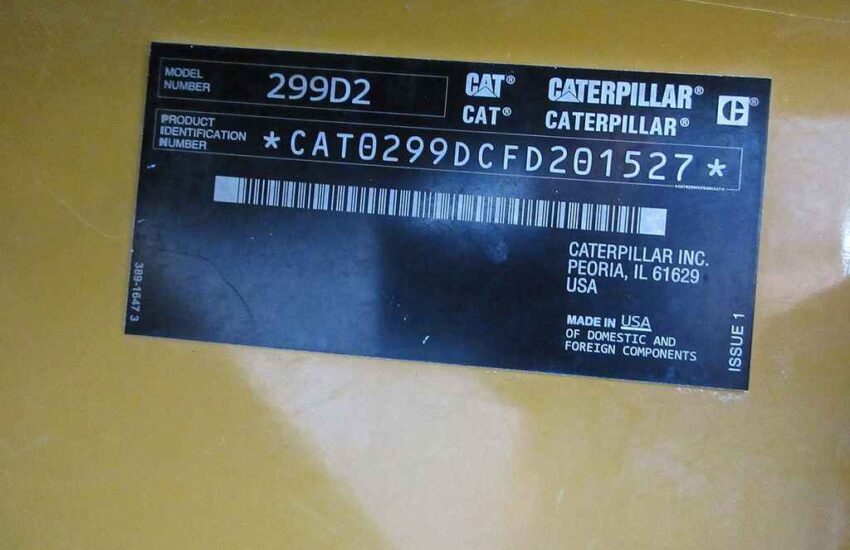 MODEL NUMBER 299D2
CAT® CATERPILLAR®
CAT® CATERPILLAR®
C®
PRODUCT IDENTIFICATION NUMBER *CAT0299DCFD201527*
CATERPILLAR INC.
PEORIA, IL 61629
USA
MADE IN USA
OF DOMESTIC AND
FOREIGN COMPONENTS
389-1647 3
ISSUE 1